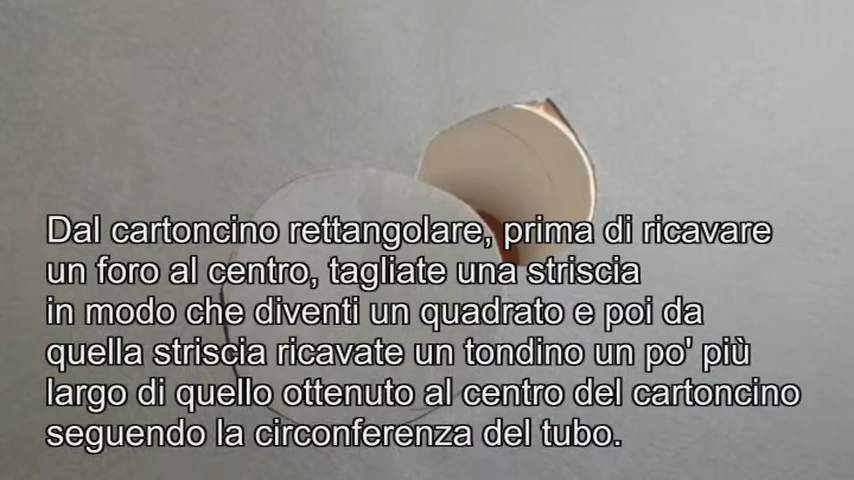 Dal cartoncino rettangolare, prima di ricavare
un foro al centro, tagliate una striscia
in modo che diventi un quadrato e poi da
quella striscia ricavate un tondino un po' più
largo di quello ottenuto al centro del cartoncino
seguendo la circonferenza del tubo.